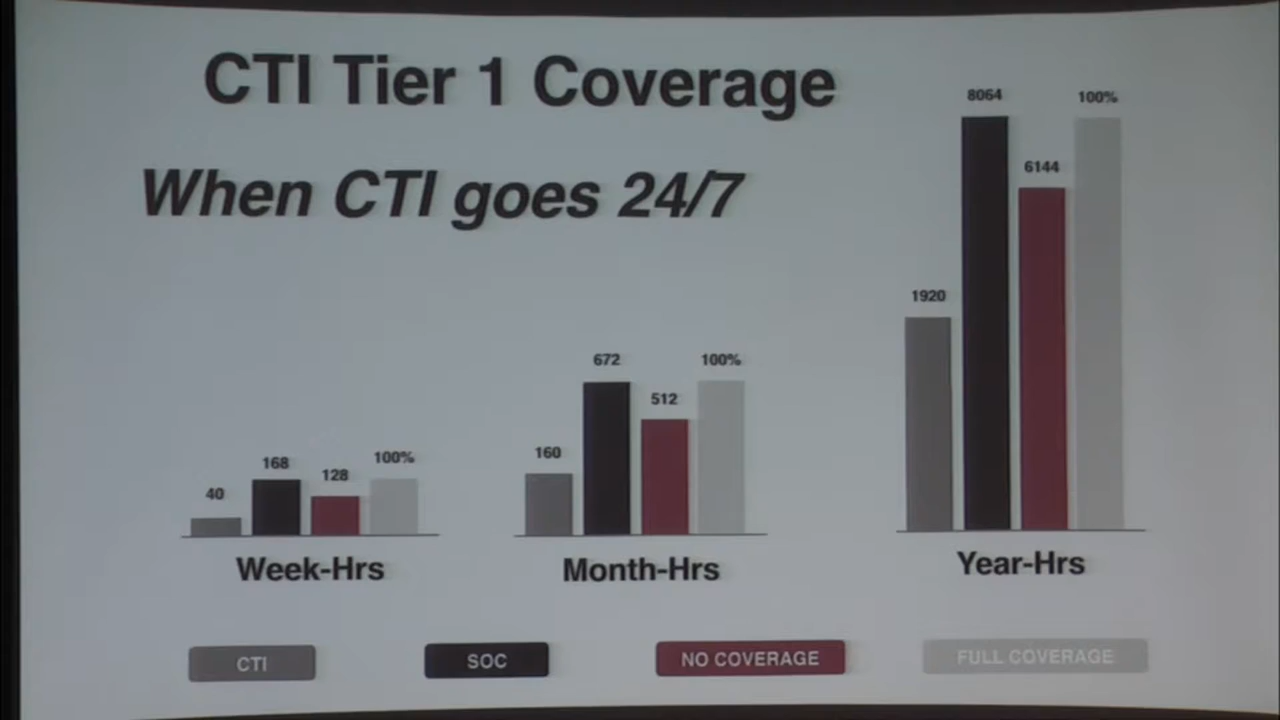 CTI Tier 1 Coverage
When CTI goes 24/7
40
168
128
100%
Week-Hrs
160
672
512
100%
Month-Hrs
1920
8064
6144
100%
Year-Hrs
CTI
SOC
NO COVERAGE
FULL COVERAGE